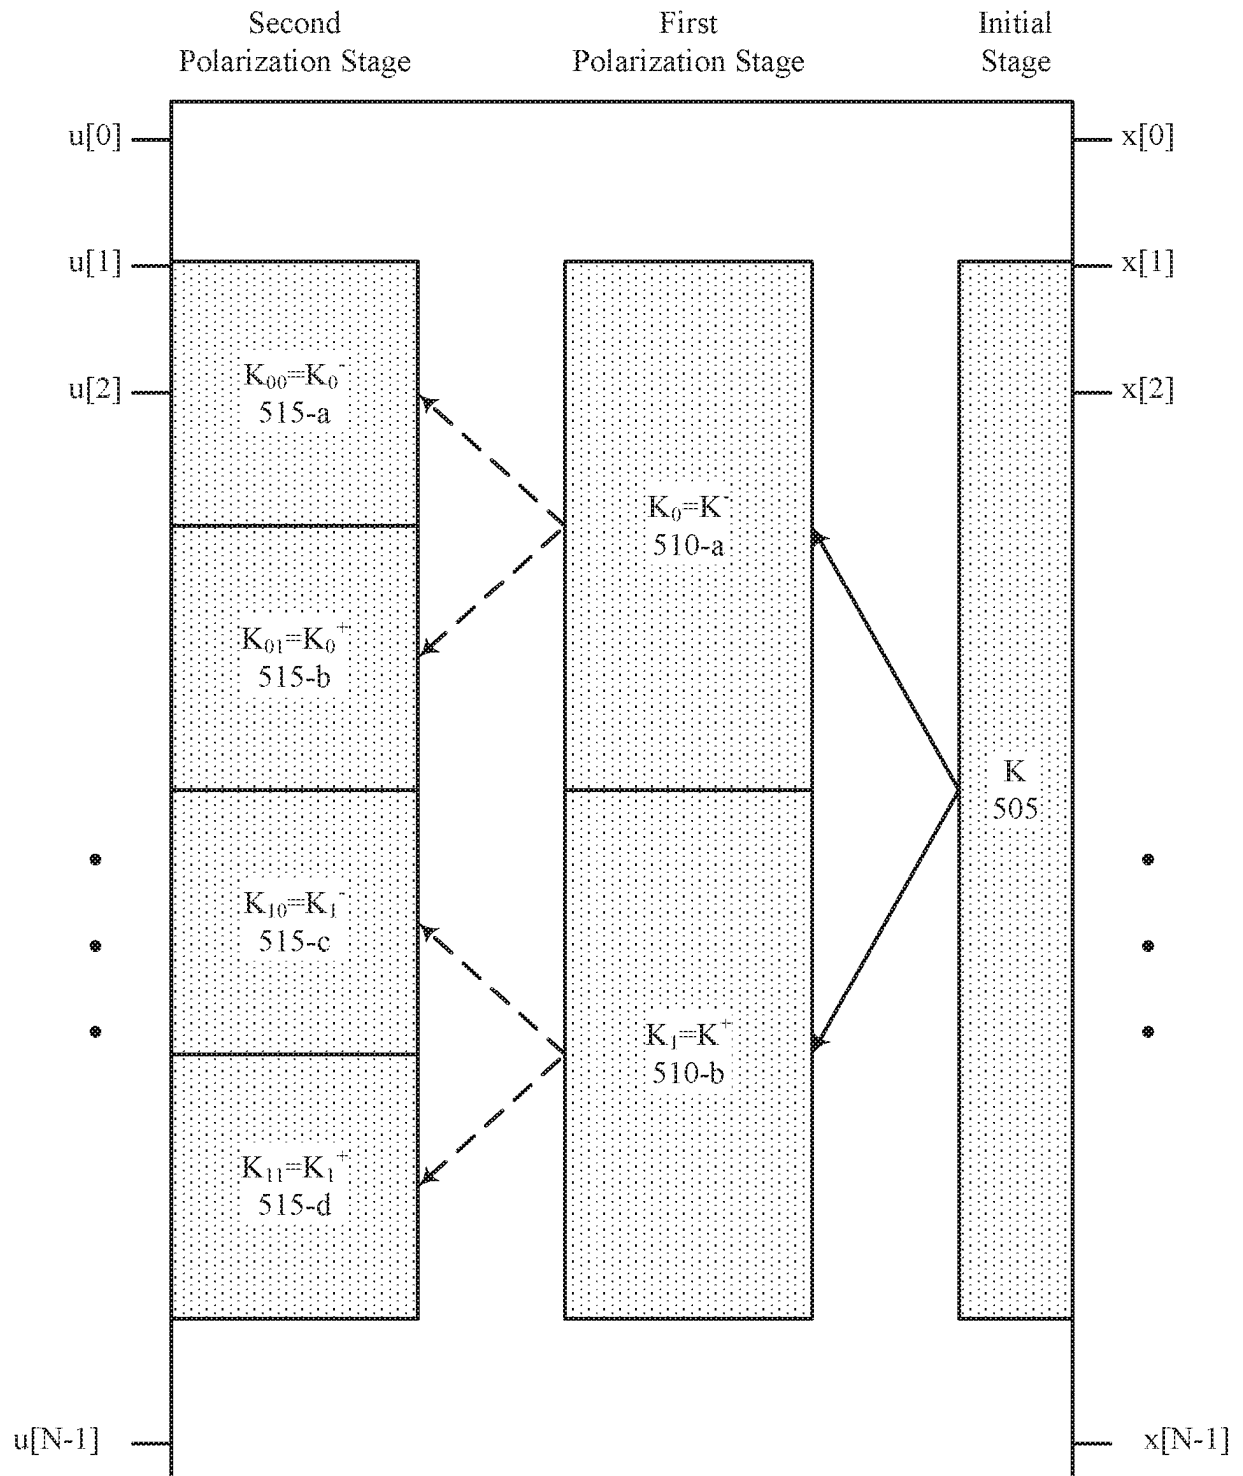 Second
Polarization Stage
First
Polarization Stage
Initial
Stage
u[0]
x[0]
u[1]
x[1]
u[2]
x[2]
K₀₀=K₀⁻
515-a
K₀=K⁻
510-a
K₀₁=K₀⁺
515-b
K
505
K₁₀=K₁⁻
515-c
K₁=K⁺
510-b
K₁₁=K₁⁺
515-d
u[N-1]
x[N-1]